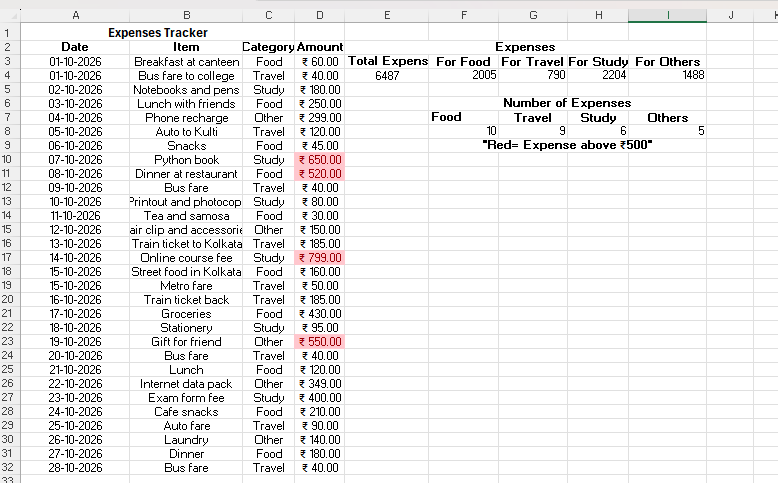 A B C D E F G H I J K
1 Expenses Tracker
2 Date Item Category Amount Expenses
3 01-10-2026 Breakfast at canteen Food ₹ 60.00 Total Expens For Food For Travel For Study For Others
4 01-10-2026 Bus fare to college Travel ₹ 40.00 6487 2005 790 2204 1488
5 02-10-2026 Notebooks and pens Study ₹ 180.00
6 03-10-2026 Lunch with friends Food ₹ 250.00 Number of Expenses
7 04-10-2026 Phone recharge Other ₹ 299.00 Food Travel Study Others
8 05-10-2026 Auto to Kulti Travel ₹ 120.00 10 9 6 5
9 06-10-2026 Snacks Food ₹ 45.00 "Red= Expense above ₹500"
10 07-10-2026 Python book Study ₹ 650.00
11 08-10-2026 Dinner at restaurant Food ₹ 520.00
12 09-10-2026 Bus fare Travel ₹ 40.00
13 10-10-2026 Printout and photocop Study ₹ 80.00
14 11-10-2026 Tea and samosa Food ₹ 30.00
15 12-10-2026 air clip and accessorie Other ₹ 150.00
16 13-10-2026 Train ticket to Kolkata Travel ₹ 185.00
17 14-10-2026 Online course fee Study ₹ 799.00
18 15-10-2026 Street food in Kolkata Food ₹ 160.00
19 15-10-2026 Metro fare Travel ₹ 50.00
20 16-10-2026 Train ticket back Travel ₹ 185.00
21 17-10-2026 Groceries Food ₹ 430.00
22 18-10-2026 Stationery Study ₹ 95.00
23 19-10-2026 Gift for friend Other ₹ 550.00
24 20-10-2026 Bus fare Travel ₹ 40.00
25 21-10-2026 Lunch Food ₹ 120.00
26 22-10-2026 Internet data pack Other ₹ 349.00
27 23-10-2026 Exam form fee Study ₹ 400.00
28 24-10-2026 Cafe snacks Food ₹ 210.00
29 25-10-2026 Auto fare Travel ₹ 90.00
30 26-10-2026 Laundry Other ₹ 140.00
31 27-10-2026 Dinner Food ₹ 180.00
32 28-10-2026 Bus fare Travel ₹ 40.00
33